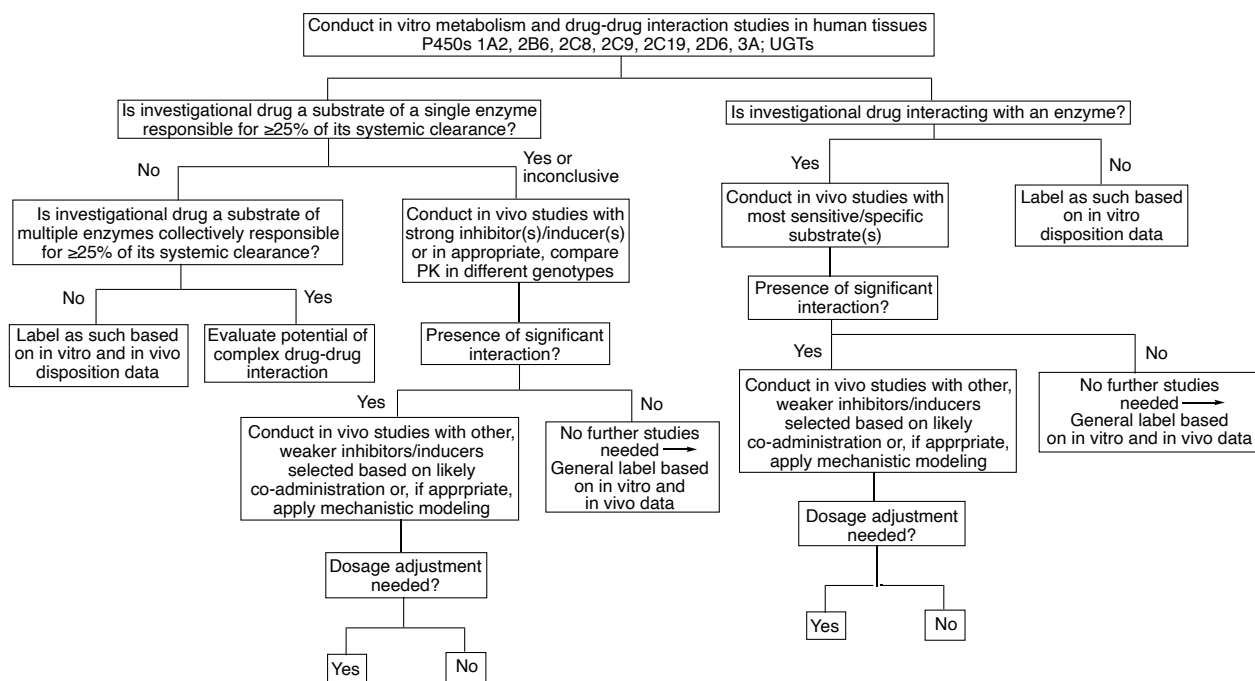 Conduct in vitro metabolism and drug-drug interaction studies in human tissues
P450s 1A2, 2B6, 2C8, 2C9, 2C19, 2D6, 3A; UGTs
Is investigational drug a substrate of a single enzyme
responsible for ≥25% of its systemic clearance?
No
Yes or
inconclusive
Is investigational drug a substrate of
multiple enzymes collectively responsible
for ≥25% of its systemic clearance?
No
Yes
Label as such based
on in vitro and in vivo
disposition data
Evaluate potential of
complex drug-drug
interaction
Conduct in vivo studies with
strong inhibitor(s)/inducer(s)
or in appropriate, compare
PK in different genotypes
Presence of significant
interaction?
Yes
No
Conduct in vivo studies with other,
weaker inhibitors/inducers
selected based on likely
co-administration or, if apprpriate,
apply mechanistic modeling
No further studies
needed →
General label based
on in vitro and
in vivo data
Dosage adjustment
needed?
Yes
No
Is investigational drug interacting with an enzyme?
Yes
No
Conduct in vivo studies with
most sensitive/specific
substrate(s)
Label as such based
on in vitro
disposition data
Presence of significant
interaction?
Yes
No
Conduct in vivo studies with other,
weaker inhibitors/inducers
selected based on likely
co-administration or, if apprpriate,
apply mechanistic modeling
No further studies
needed →
General label based
on in vitro and in vivo data
Dosage adjustment
needed?
Yes
No